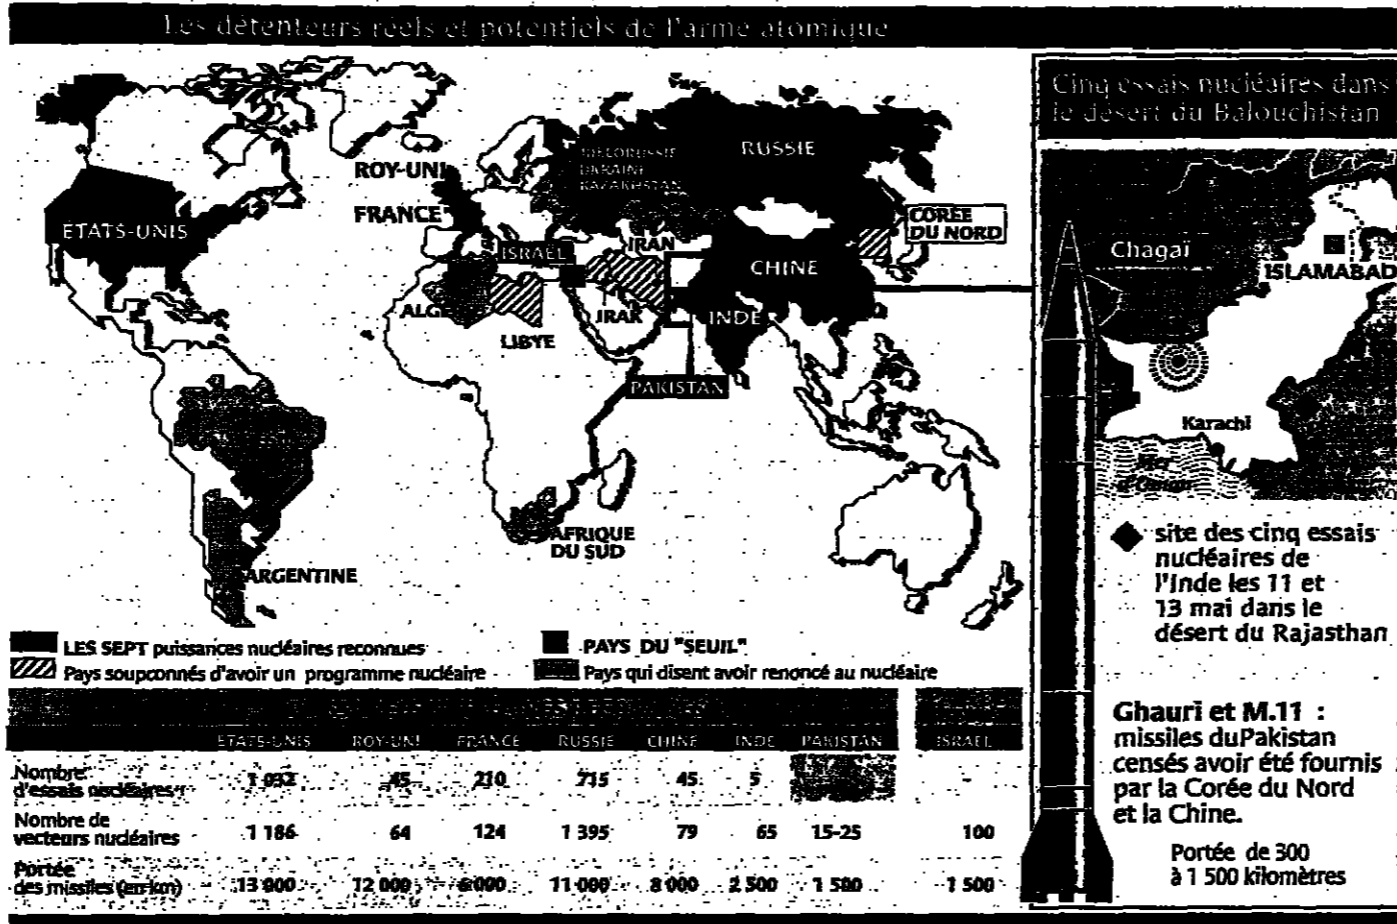 Les détenteurs réels et potentiels de l'arme atomique
RUSSIE
BIELORUSSIE
UKRAINE
KAZAKHSTAN
ROY-UNI
FRANCE
ETATS-UNIS
CORÉE
DU NORD
ISRAEL
IRAN
CHINE
ALG
IRAK
INDE
LIBYE
PAKISTAN
AFRIQUE
DU SUD
ARGENTINE
LES SEPT puissances nucléaires reconnues
PAYS DU "SEUIL"
Pays soupconnés d'avoir un programme nucléaire
Pays qui disent avoir renoncé au nucléaire
ETATS-UNIS ROY-UNI FRANCE RUSSIE CHINE INDE PAKISTAN ISRAEL
Nombre
d'essais nucléaires 1 032 45 210 715 45 5 -
Nombre de
vecteurs nucléaires 1 186 64 124 1 395 79 65 15-25 100
Portée
des missiles (en km) 13 000 12 000 6 000 11 000 8 000 2 500 1 500 1 500
Cinq essais nucléaires dans
le désert du Balouchistan
Chagaï
ISLAMABAD
Karachi
Mer
d'Oman
site des cinq essais
nucléaires de
l'Inde les 11 et
13 mai dans le
désert du Rajasthan
Ghauri et M.11 :
missiles du Pakistan
censés avoir été fournis
par la Corée du Nord
et la Chine.
Portée de 300
à 1 500 kilomètres